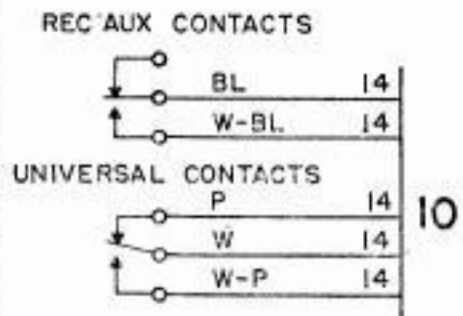 REC AUX CONTACTS
BL 14
W-BL 14
UNIVERSAL CONTACTS
P 14
10
W 14
W-P 14